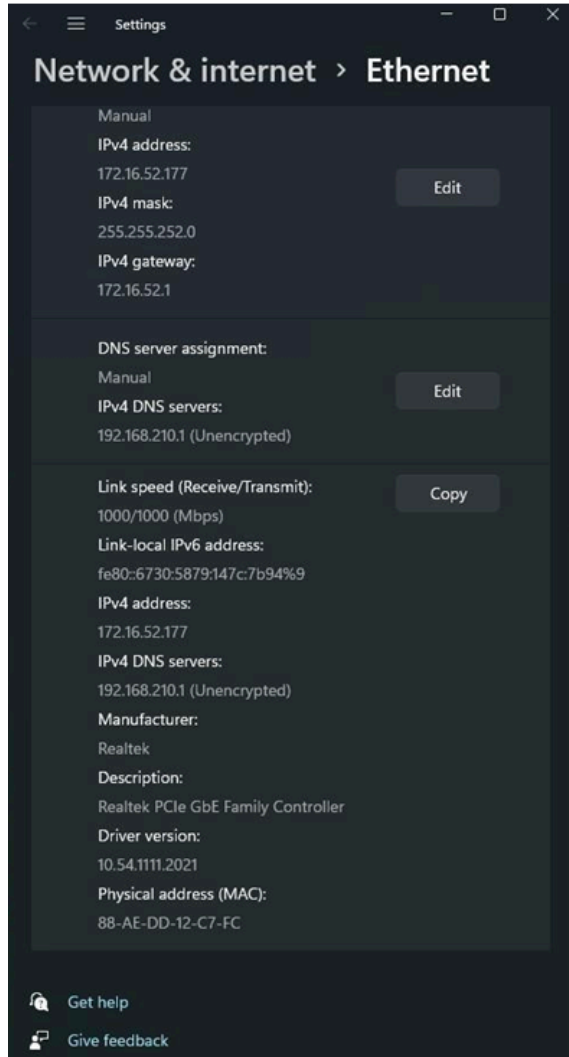 Settings
Network & internet > Ethernet
Manual
IPv4 address:
172.16.52.177
Edit
IPv4 mask:
255.255.252.0
IPv4 gateway:
172.16.52.1
DNS server assignment:
Manual
Edit
IPv4 DNS servers:
192.168.210.1 (Unencrypted)
Link speed (Receive/Transmit):
Copy
1000/1000 (Mbps)
Link-local IPv6 address:
fe80::6730:5879:147c:7b94%9
IPv4 address:
172.16.52.177
IPv4 DNS servers:
192.168.210.1 (Unencrypted)
Manufacturer:
Realtek
Description:
Realtek PCIe GbE Family Controller
Driver version:
10.54.1111.2021
Physical address (MAC):
88-AE-DD-12-C7-FC
Get help
Give feedback